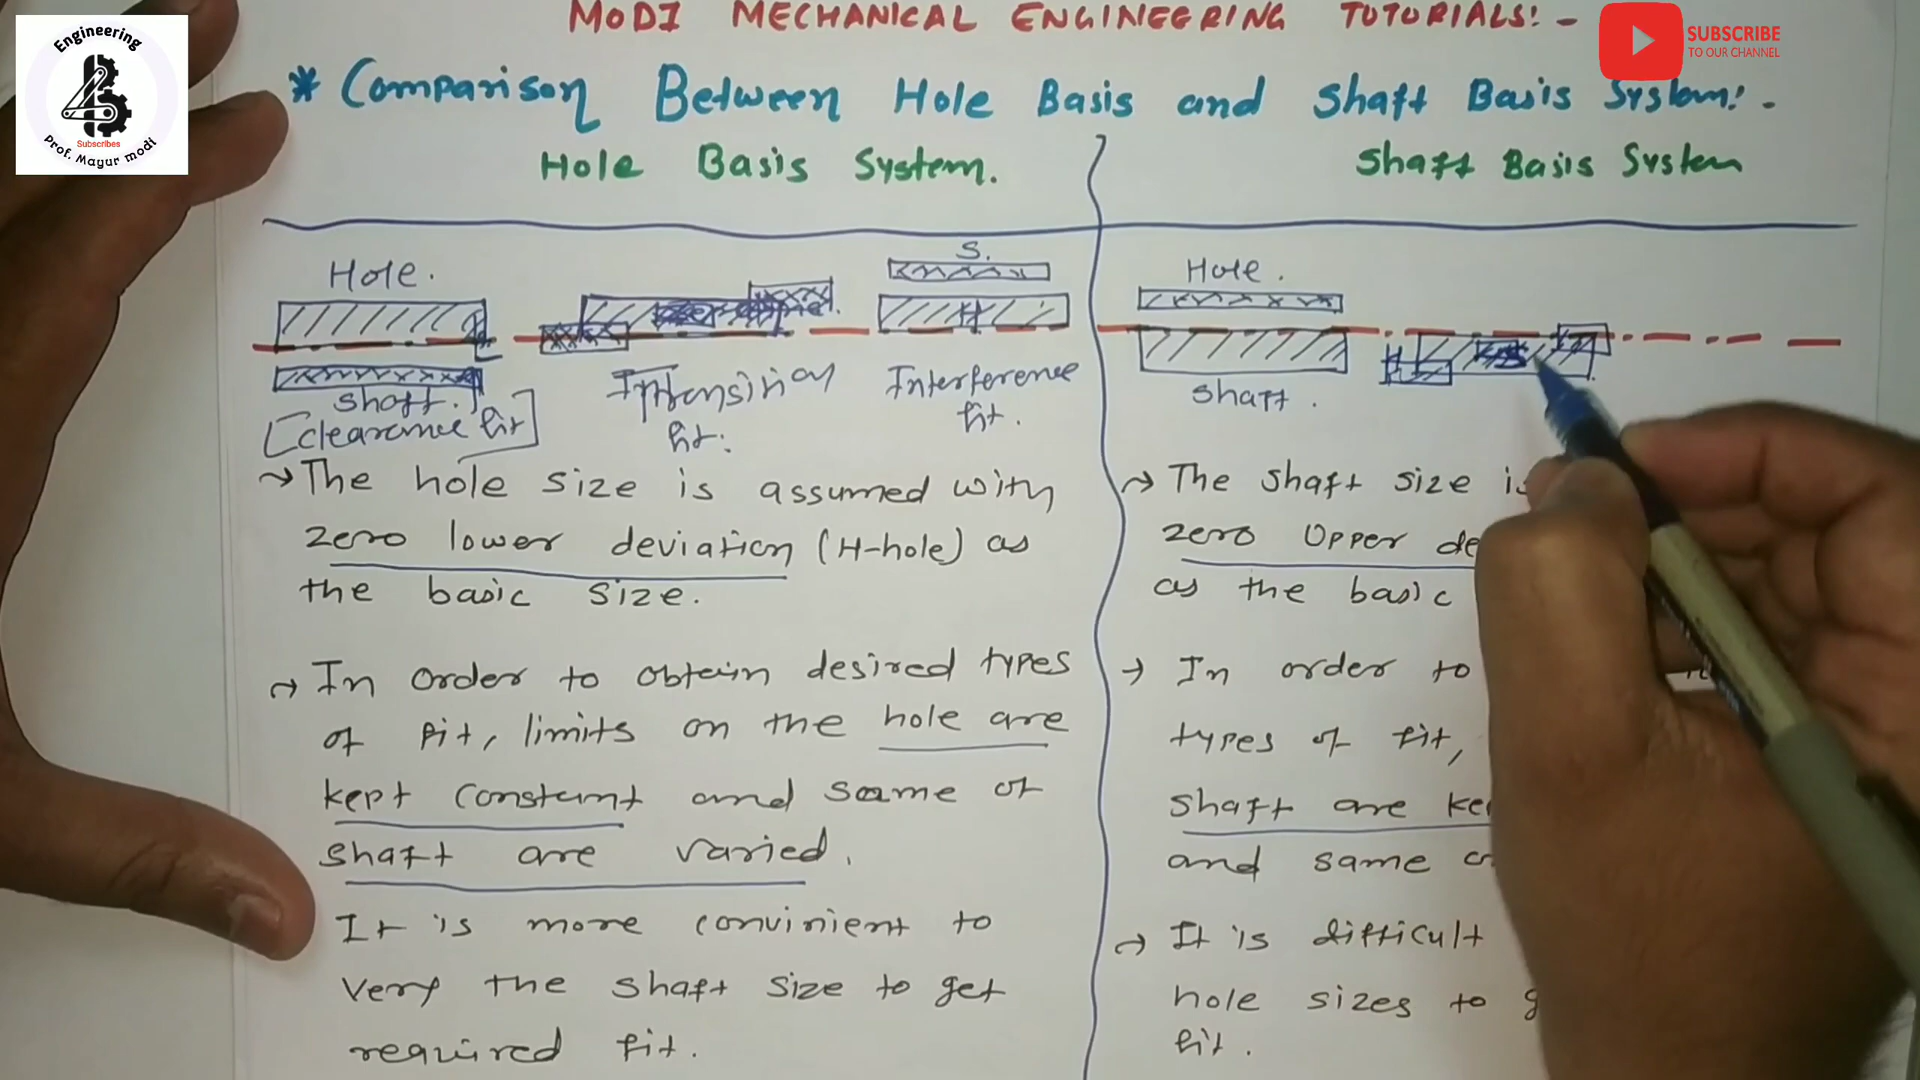 MODI MECHANICAL ENGINEERING TUTORIALS:-
Engineering
Subscribes
Prof. Mayur modi
SUBSCRIBE
TO OUR CHANNEL
* Comparison Between Hole Basis and Shaft Basis System:-
Hole Basis System.
Hole.
Shaft.
[clearance fit]
fit.
S.
H
Interference
fit.
~ The hole size is assumed with
zero lower deviation (H-hole) as
the basic size.
→ In order to obtain desired types
of fit, limits on the hole are
kept constant and same of
shaft are varied.
It is more convinient to
very the shaft size to get
required fit.
Shaft Basis System
Hole.
Shaft.
H
→ The shaft size is
zero Upper de
as the basic
→ In order to
types of fit,
shaft are ke
and same
→ It is difficult
hole sizes to g
fit.